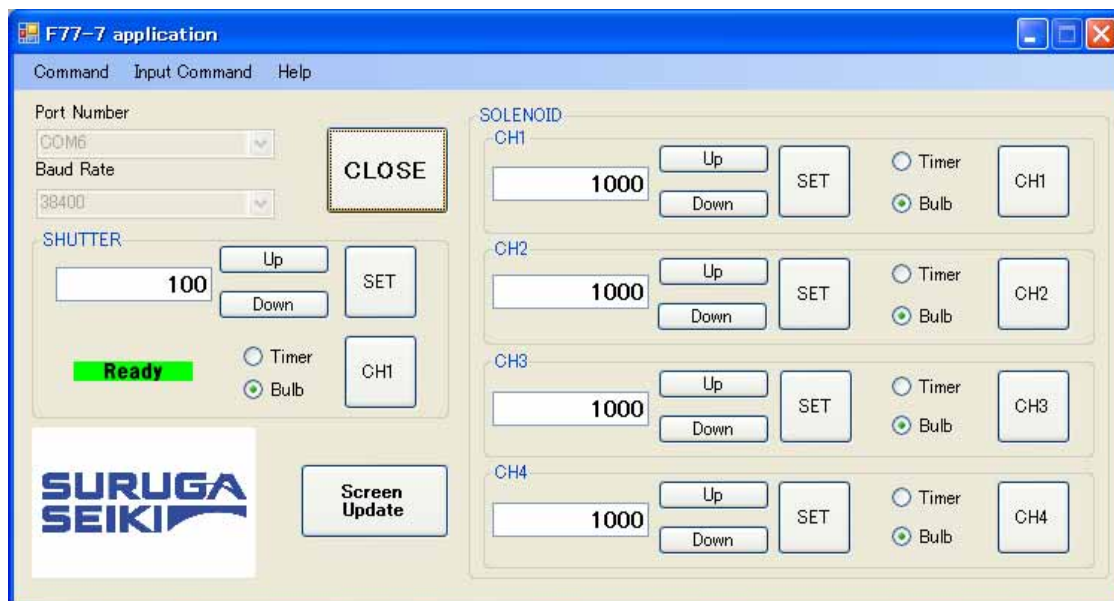 F77-7 application
Command Input Command Help
Port Number
COM6
Baud Rate
38400
CLOSE
SHUTTER
100
Up
Down
SET
Ready
Timer
Bulb
CH1
SURUGA
SEIKI
Screen
Update
SOLENOID
CH1
1000
Up
Down
SET
Timer
Bulb
CH1
CH2
1000
Up
Down
SET
Timer
Bulb
CH2
CH3
1000
Up
Down
SET
Timer
Bulb
CH3
CH4
1000
Up
Down
SET
Timer
Bulb
CH4